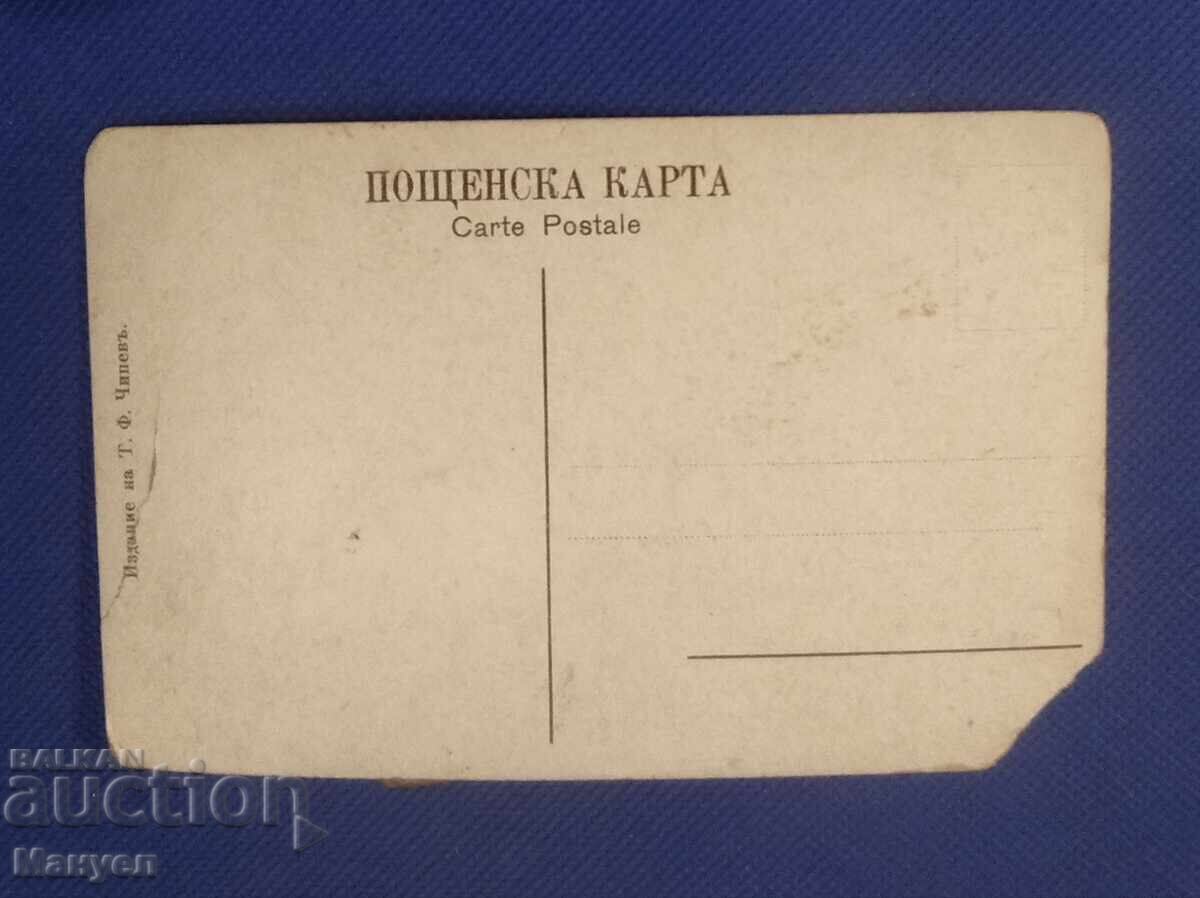 ПОЩЕНСКА КАРТА
Carte Postale
Издание на Т. Ф. Чипевъ.
BALKAN
auction
Мануел